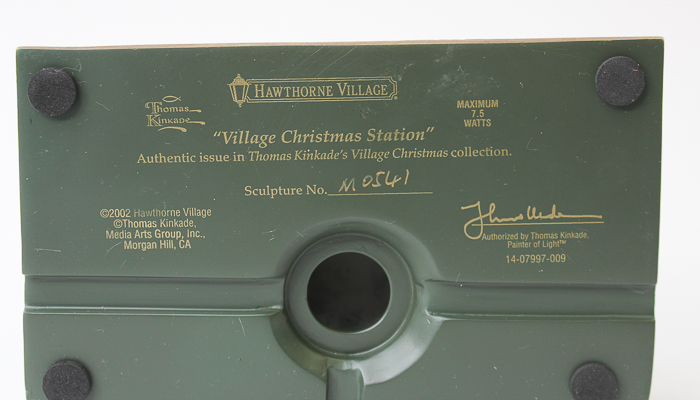 HAWTHORNE VILLAGE
Thomas
Kinkade
MAXIMUM
7.5
WATTS
"Village Christmas Station"
Authentic issue in Thomas Kinkade's Village Christmas collection.
Sculpture No. M0541
©2002 Hawthorne Village
©Thomas Kinkade,
Media Arts Group, Inc.,
Morgan Hill, CA
Authorized by Thomas Kinkade,
Painter of Light™
14-07997-009